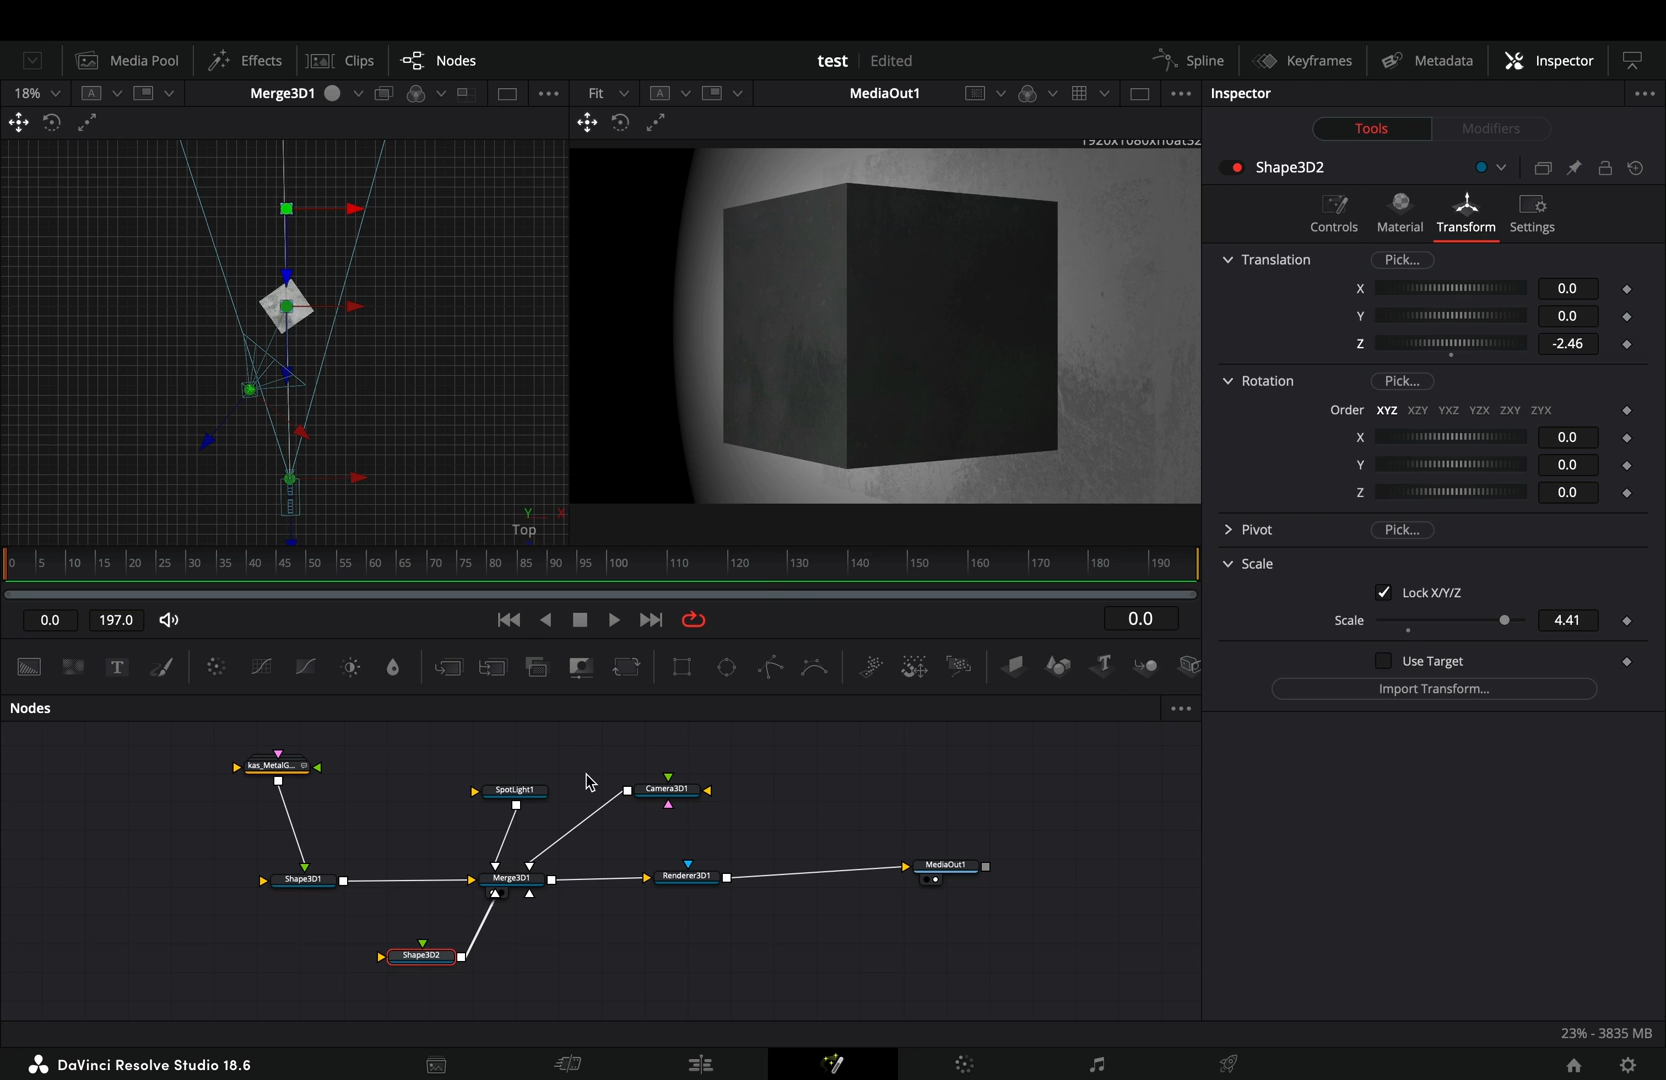 Media Pool
Effects
Clips
Nodes
test
Edited
Spline
Keyframes
Metadata
Inspector
18%
A
Merge3D1
Fit
A
MediaOut1
Inspector
1920x1080xfloat32
Tools
Modifiers
Shape3D2
Controls
Material
Transform
Settings
Translation
Pick...
X
0.0
Y
0.0
Z
-2.46
Rotation
Pick...
Order
XYZ XZY YXZ YZX ZXY ZYX
X
0.0
Y
0.0
Z
0.0
Pivot
Pick...
Scale
Lock X/Y/Z
Scale
4.41
Use Target
Import Transform...
Y
X
Top
0 5 10 15 20 25 30 35 40 45 50 55 60 65 70 75 80 85 90 95 100 110 120 130 140 150 160 170 180 190
0.0
197.0
0.0
T
T
Nodes
kas_MetalG...
SpotLight1
Camera3D1
Shape3D1
Merge3D1
Renderer3D1
MediaOut1
Shape3D2
23% - 3835 MB
DaVinci Resolve Studio 18.6